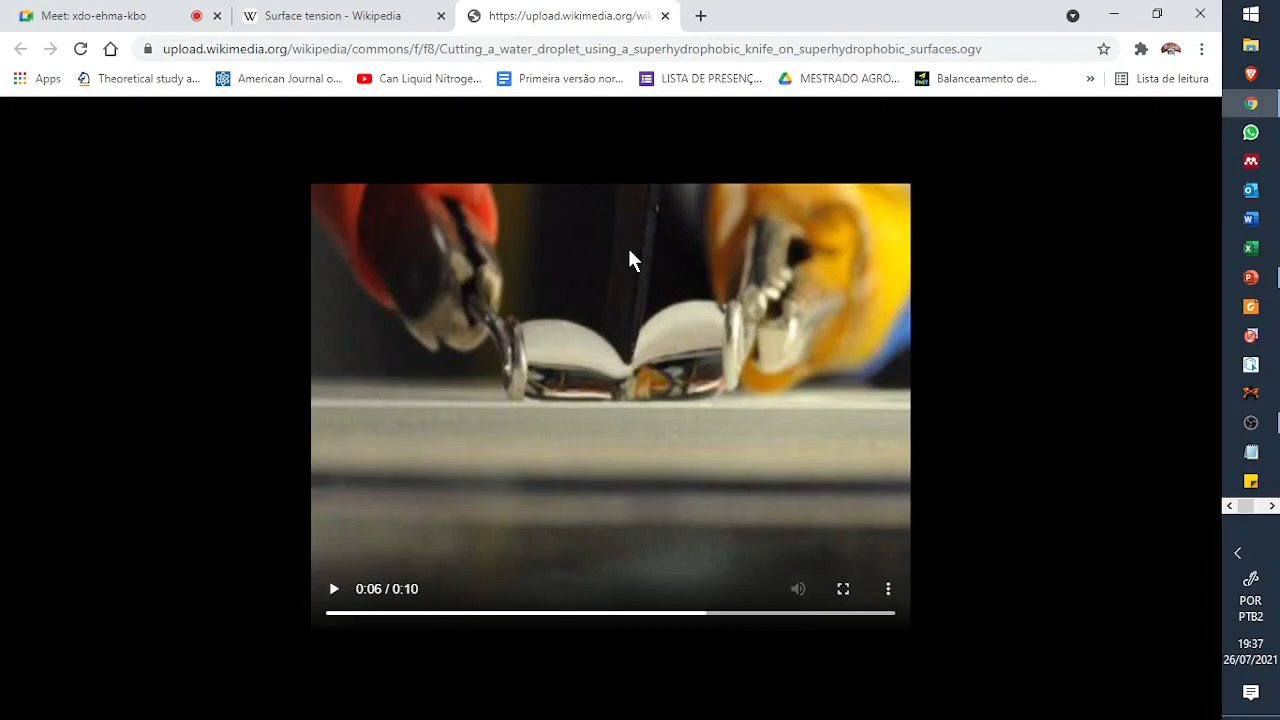 Meet: xdo-ehma-kbo
Surface tension - Wikipedia
https://upload.wikimedia.org/wik
upload.wikimedia.org/wikipedia/commons/f/f8/Cutting_a_water_droplet_using_a_superhydrophobic_knife_on_superhydrophobic_surfaces.ogv
Apps
Theoretical study a...
American Journal o...
Can Liquid Nitroge...
Primeira versão nor...
LISTA DE PRESENÇ...
MESTRADO AGRO...
Balanceamento de...
»
Lista de leitura
0:06 / 0:10
POR
PTB2
19:37
26/07/2021